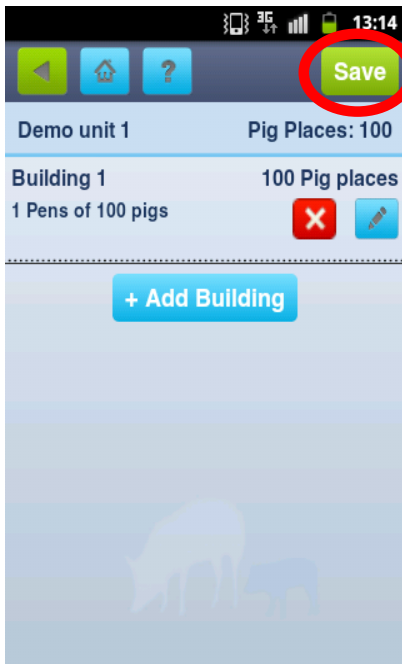 3G 13:14
? Save
Demo unit 1 Pig Places: 100
Building 1 100 Pig places
1 Pens of 100 pigs
+ Add Building